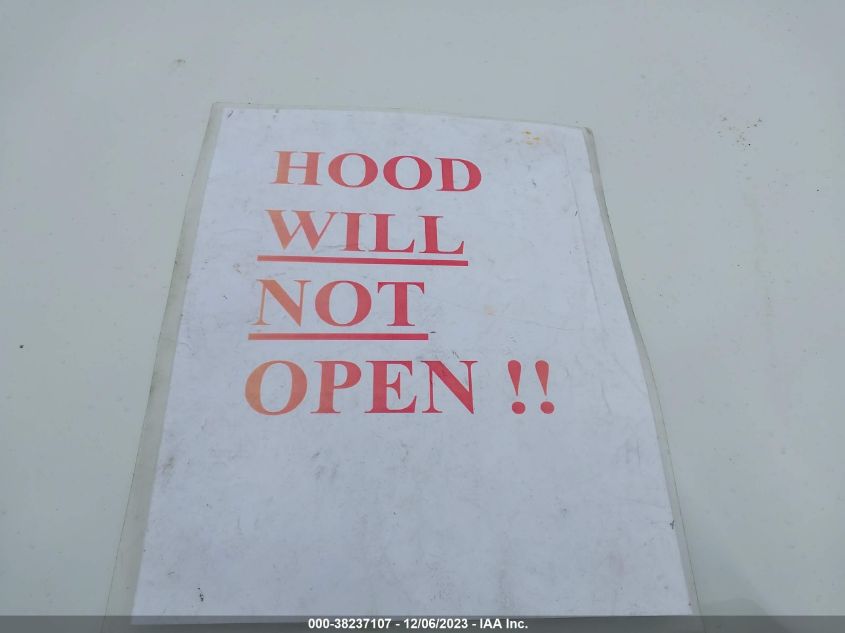 HOOD
WILL
NOT
OPEN !!
000-38237107 - 12/06/2023 - IAA Inc.